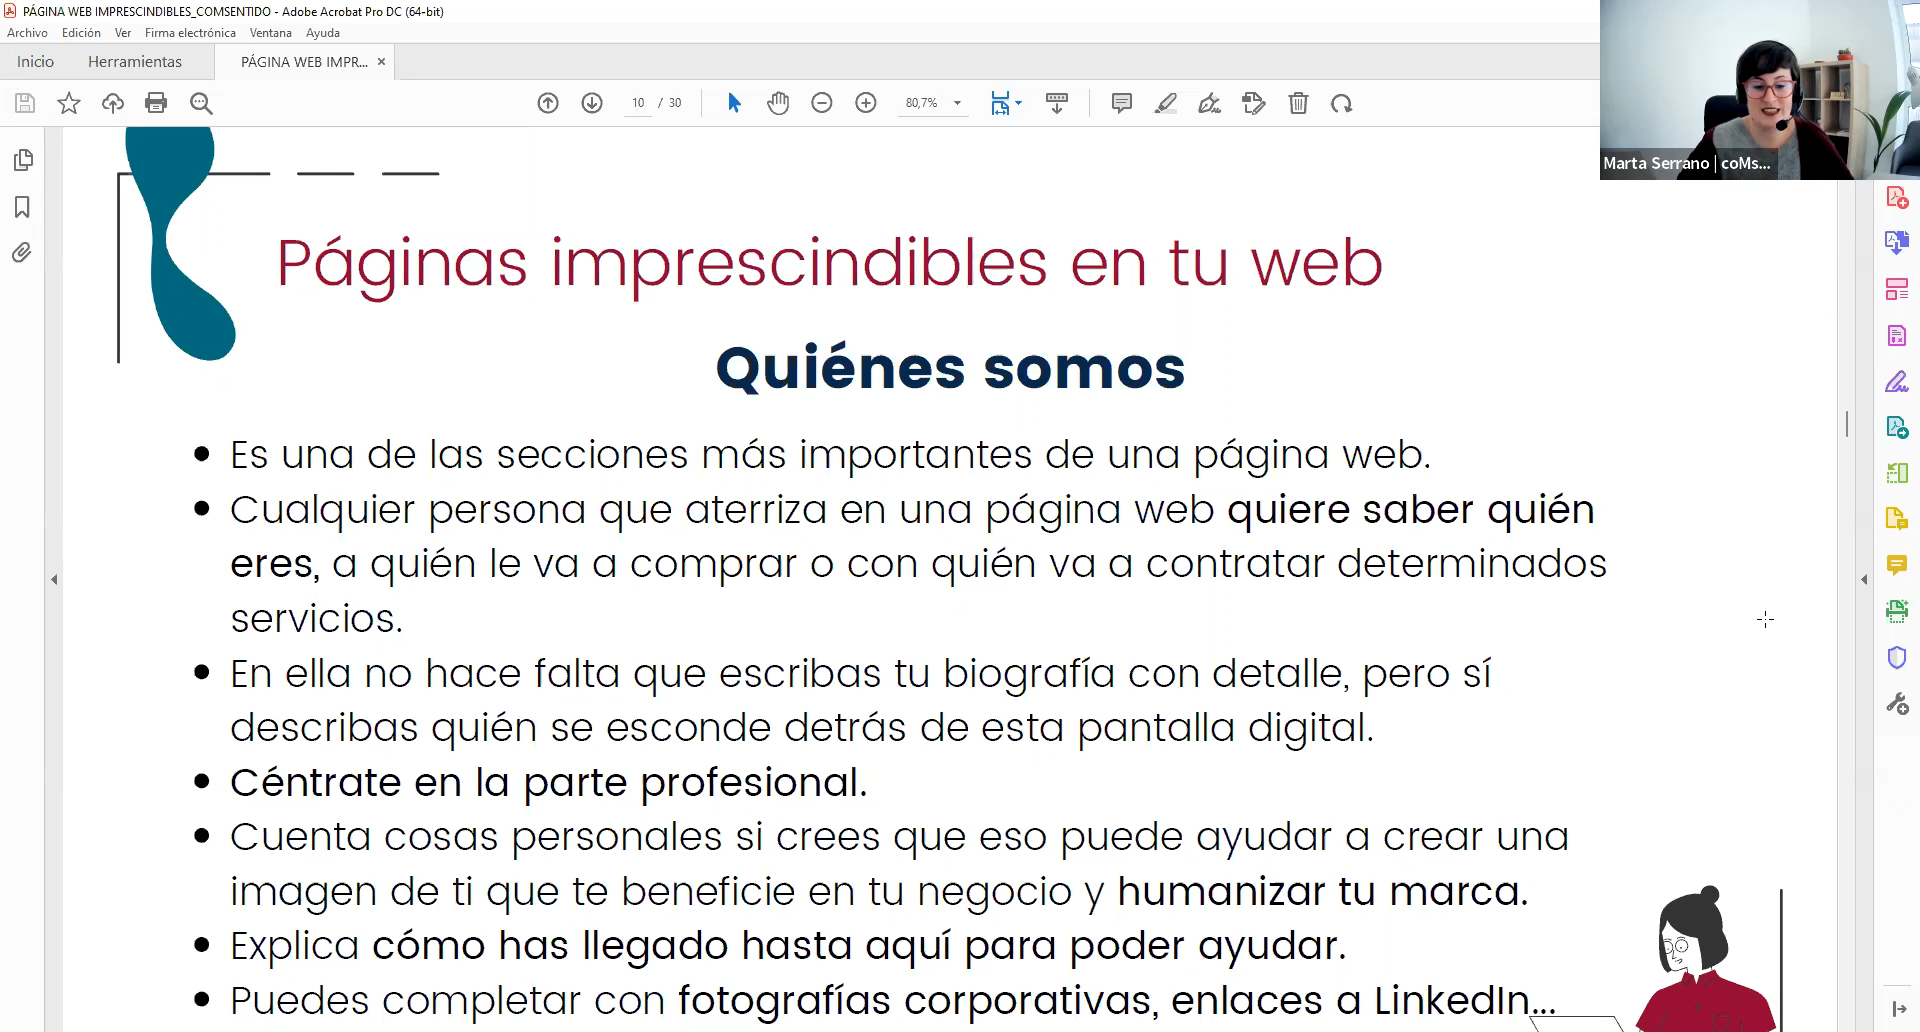 PÁGINA WEB IMPRESCINDIBLES_COMSENTIDO - Adobe Acrobat Pro DC (64-bit)
Archivo Edición Ver Firma electrónica Ventana Ayuda
Inicio Herramientas PÁGINA WEB IMPR... ×
10 / 30 80,7%
Marta Serrano | coMs...
Páginas imprescindibles en tu web
Quiénes somos
• Es una de las secciones más importantes de una página web.
• Cualquier persona que aterriza en una página web quiere saber quién
eres, a quién le va a comprar o con quién va a contratar determinados
servicios.
• En ella no hace falta que escribas tu biografía con detalle, pero sí
describas quién se esconde detrás de esta pantalla digital.
• Céntrate en la parte profesional.
• Cuenta cosas personales si crees que eso puede ayudar a crear una
imagen de ti que te beneficie en tu negocio y humanizar tu marca.
• Explica cómo has llegado hasta aquí para poder ayudar.
• Puedes completar con fotografías corporativas, enlaces a LinkedIn...